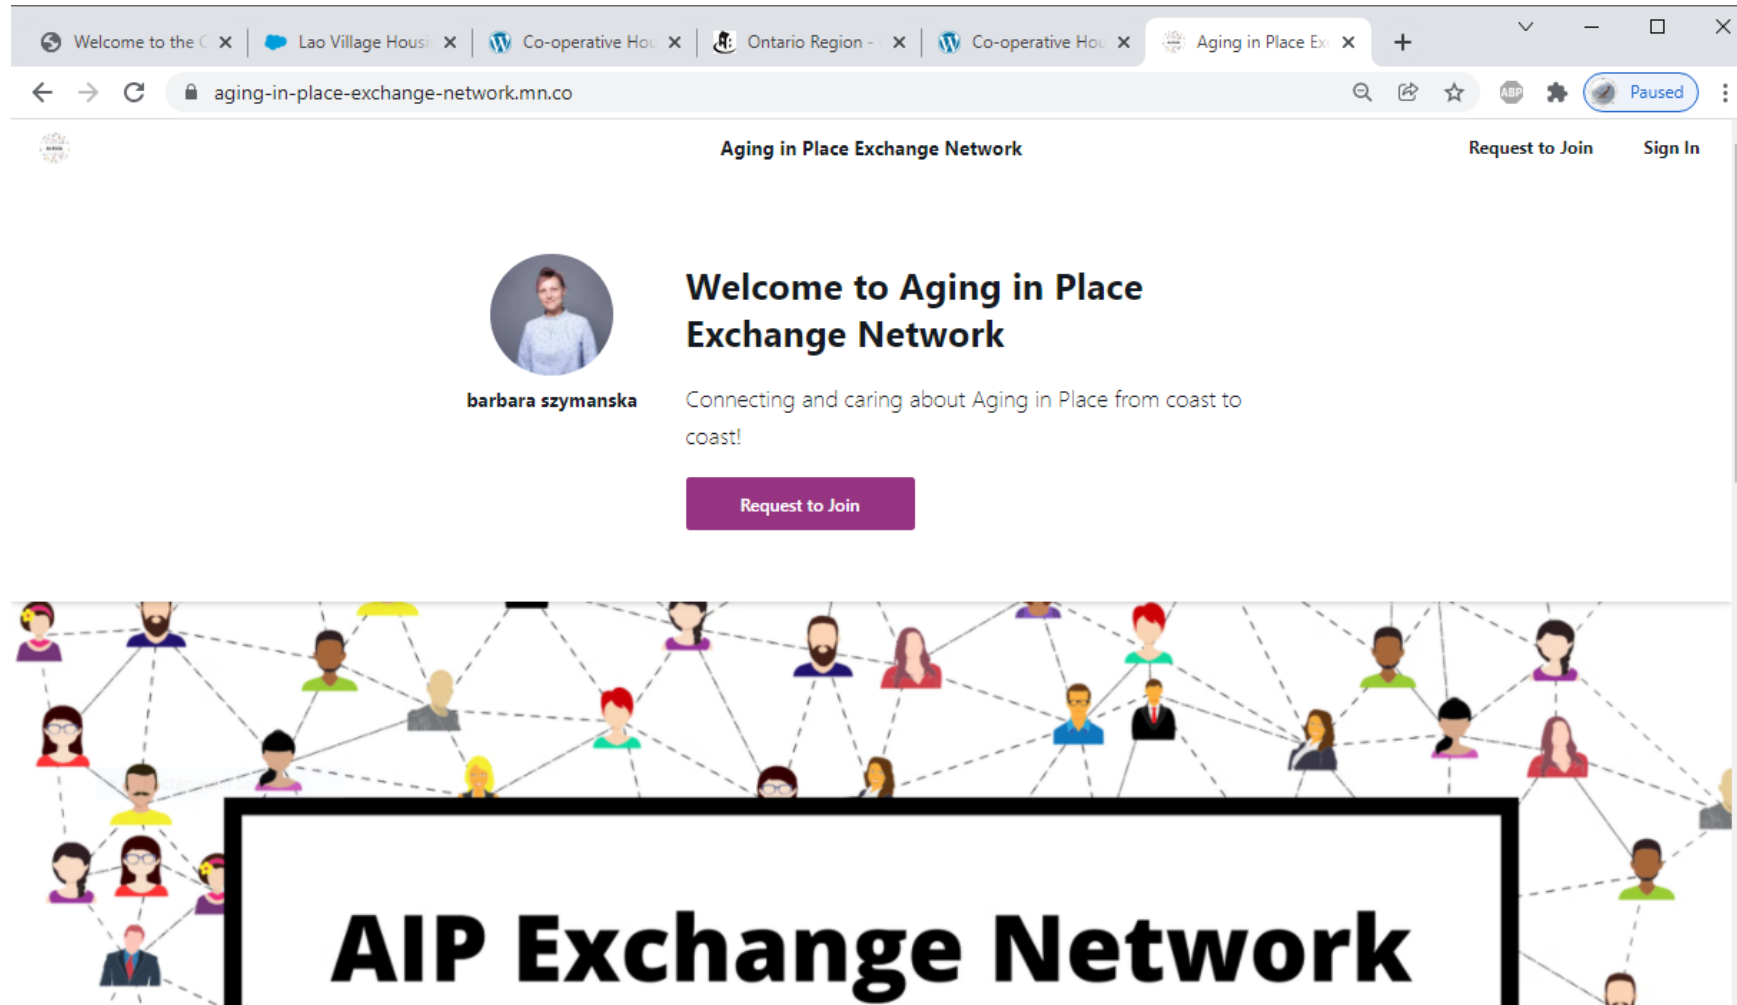 Welcome to the C
Lao Village Housi
Co-operative Hou
Ontario Region -
Co-operative Hou
Aging in Place Exc
aging-in-place-exchange-network.mn.co
ABP
Paused
Aging in Place Exchange Network
Request to Join
Sign In
Welcome to Aging in Place
Exchange Network
barbara szymanska
Connecting and caring about Aging in Place from coast to
coast!
Request to Join
AIP Exchange Network